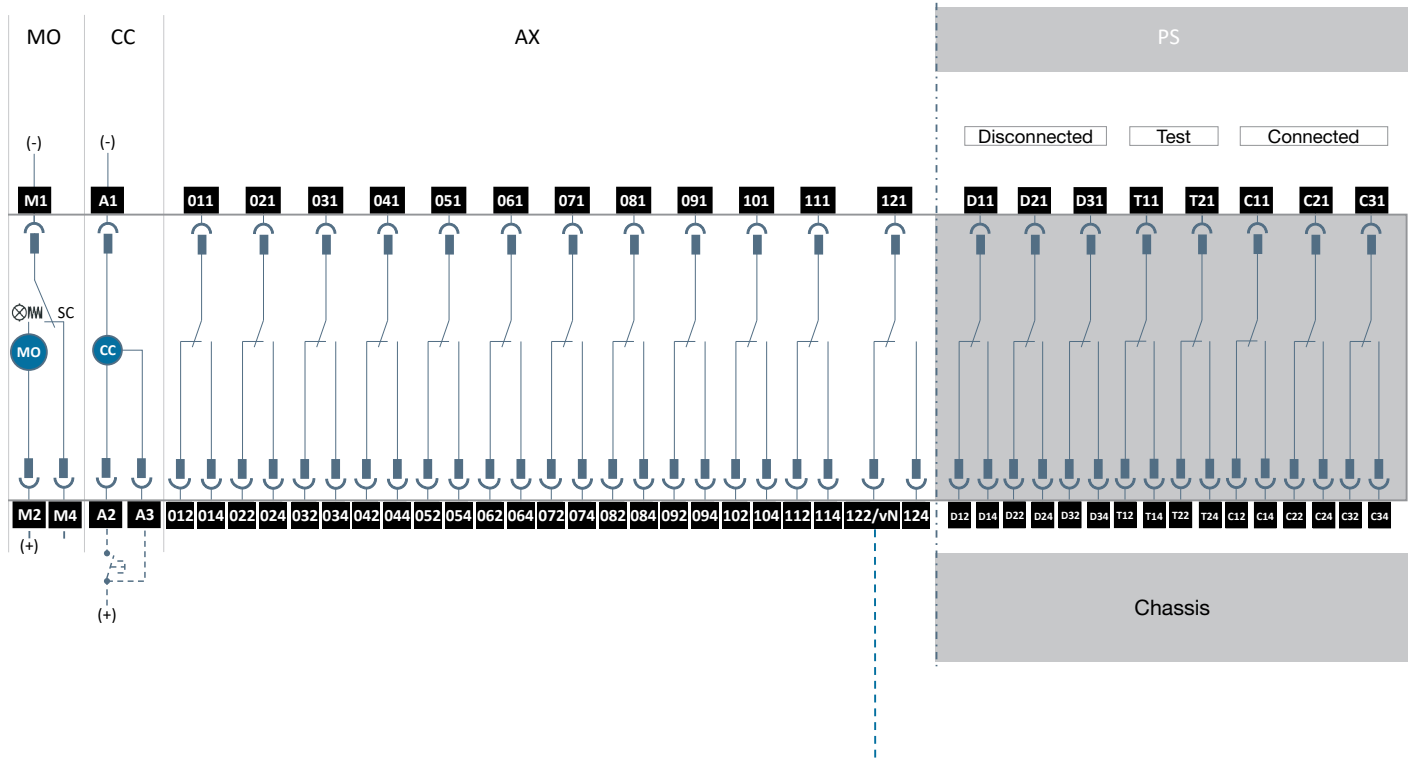 MO CC AX PS
Disconnected Test Connected
(-) (-)
M1 A1 011 021 031 041 051 061 071 081 091 101 111 121 D11 D21 D31 T11 T21 C11 C21 C31
SC
MO CC
M2 M4 A2 A3 012 014 022 024 032 034 042 044 052 054 062 064 072 074 082 084 092 094 102 104 112 114 122/vN 124 D12 D14 D22 D24 D32 D34 T12 T14 T22 T24 C12 C14 C22 C24 C32 C34
(+)
(+)
Chassis